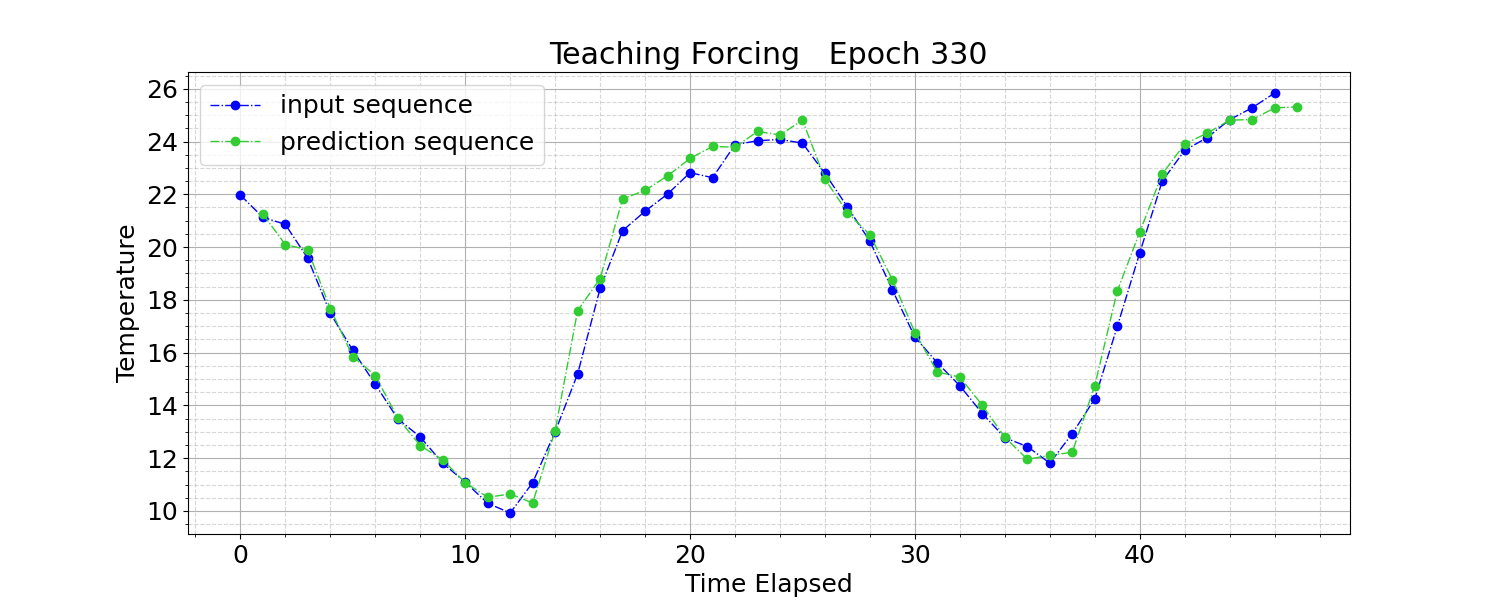 Teaching Forcing   Epoch 330
input sequence
prediction sequence
26
24
22
20
18
16
14
12
10
Temperature
0 10 20 30 40
Time Elapsed